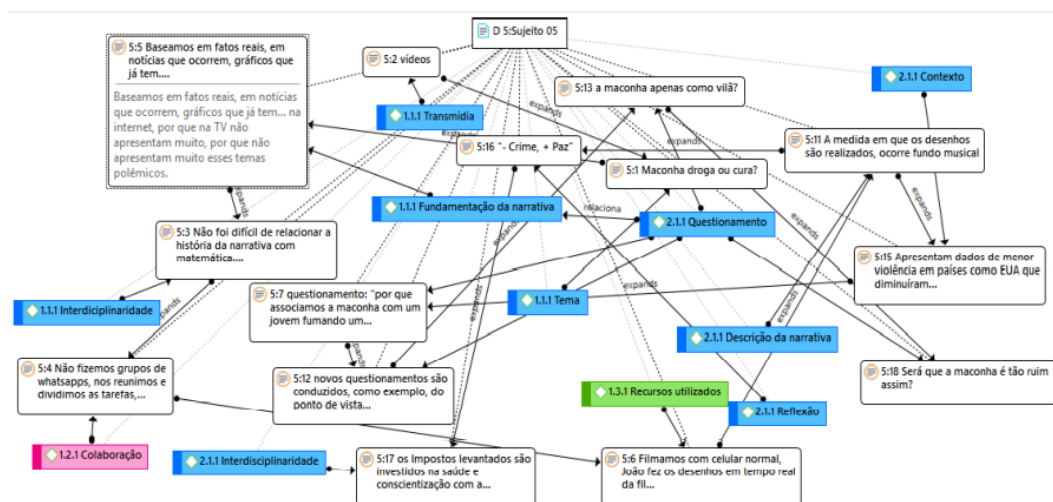 D 5:Sujeito 05
5:5 Baseamos em fatos reais, em
notícias que ocorrem, gráficos que
já tem....
Baseamos em fatos reais, em notícias
que ocorrem, gráficos que já tem... na
internet, por que na TV não
apresentam muito, por que não
apresentam muito esses temas
polêmicos.
5:2 vídeos
5:13 a maconha apenas como vilã?
2.1.1 Contexto
expands
1.1.1 Transmídia
5:16 "- Crime, + Paz"
expands
5:11 A medida em que os desenhos
são realizados, ocorre fundo musical
5:1 Maconha droga ou cura?
expands
1.1.1 Fundamentação da narrativa
relaciona
2.1.1 Questionamento
expands
5:3 Não foi difícil de relacionar a
história da narrativa com
matemática....
expands
expands
expands
5:15 Apresentam dados de menor
violência em países como EUA que
diminuíram...
5:7 questionamento: "por que
associamos a maconha com um
jovem fumando um...
1.1.1 Tema
1.1.1 Interdisciplinaridade
expands
expands
expands
2.1.1 Descrição da narrativa
expands
5:4 Não fizemos grupos de
whatsapps, nos reunimos e
dividimos as tarefas,...
5:12 novos questionamentos são
conduzidos, como exemplo, do
ponto de vista...
5:18 Será que a maconha é tão ruim
assim?
1.3.1 Recursos utilizados
2.1.1 Reflexão
1.2.1 Colaboração
2.1.1 Interdisciplinaridade
5:17 os Impostos levantados são
investidos na saúde e
conscientização com a...
5:6 Filmamos com celular normal,
João fez os desenhos em tempo real
da fil...